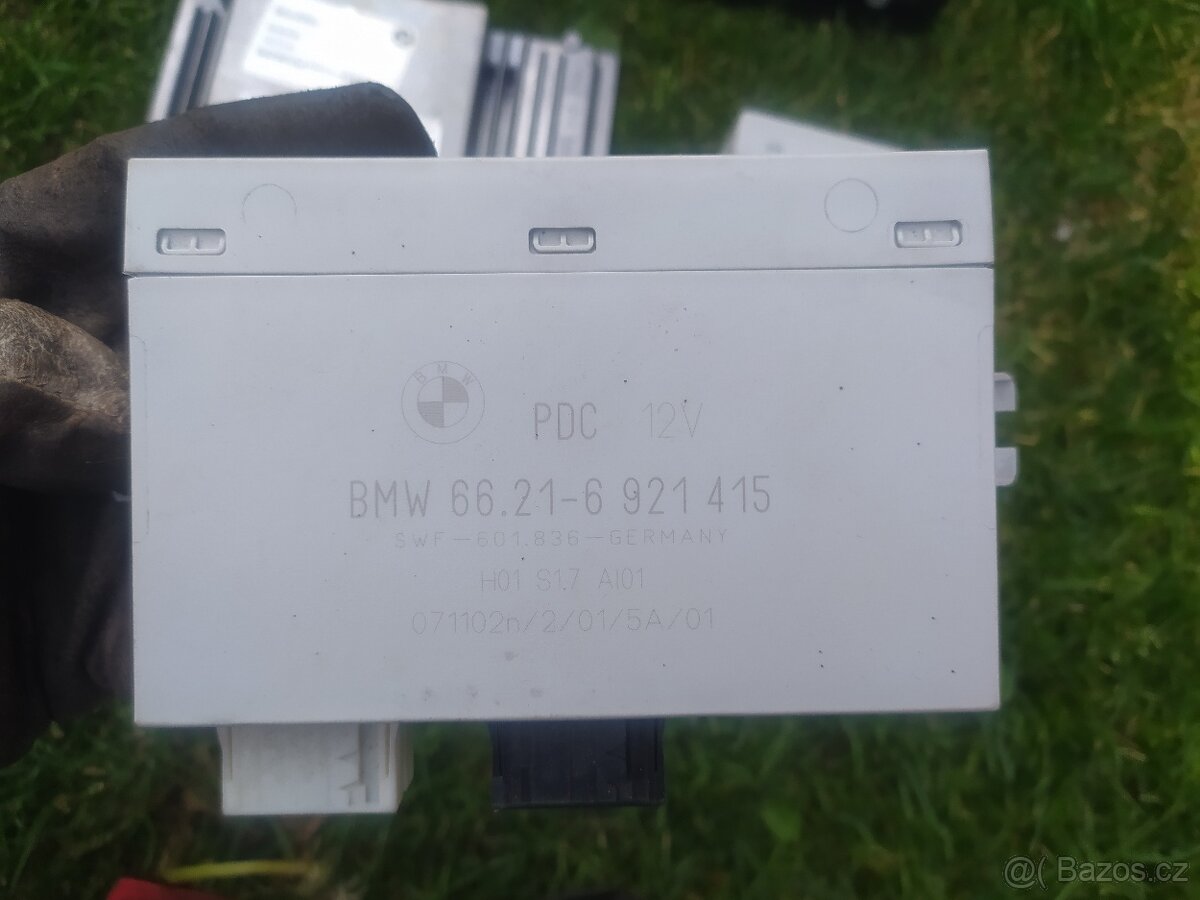 BMW
PDC 12V
BMW 66.21-6 921 415
SWF-601.836-GERMANY
H01 S1.7 AI01
071102n/2/01/5A/01
@( Bazos.cz